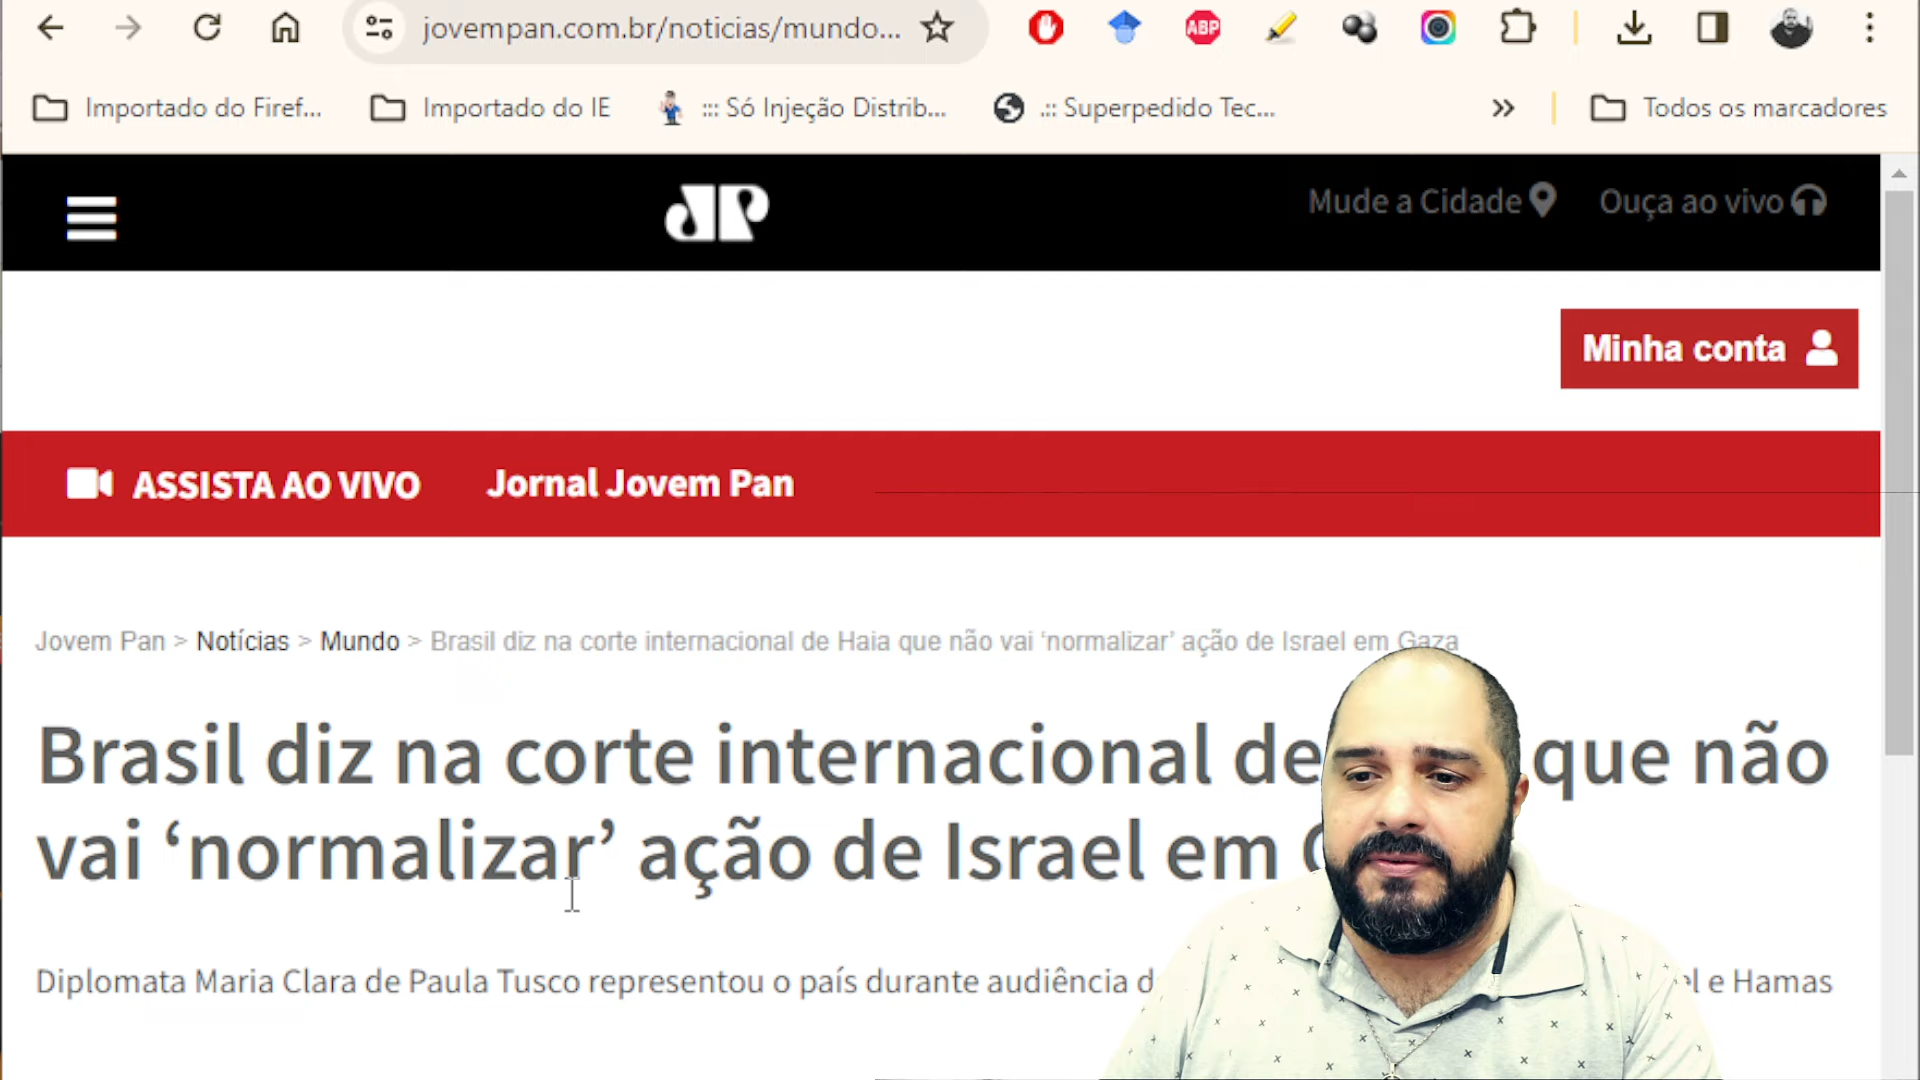 jovempan.com.br/noticias/mundo...
ABP
Importado do Firef...
Importado do IE
::: Só Injeção Distrib...
.:: Superpedido Tec...
Todos os marcadores
JP
Mude a Cidade
Ouça ao vivo
Minha conta
ASSISTA AO VIVO
Jornal Jovem Pan
Jovem Pan > Notícias > Mundo > Brasil diz na corte internacional de Haia que não vai ‘normalizar’ ação de Israel em Gaza
Brasil diz na corte internacional de que não
vai ‘normalizar’ ação de Israel em
Diplomata Maria Clara de Paula Tusco representou o país durante audiência e Hamas